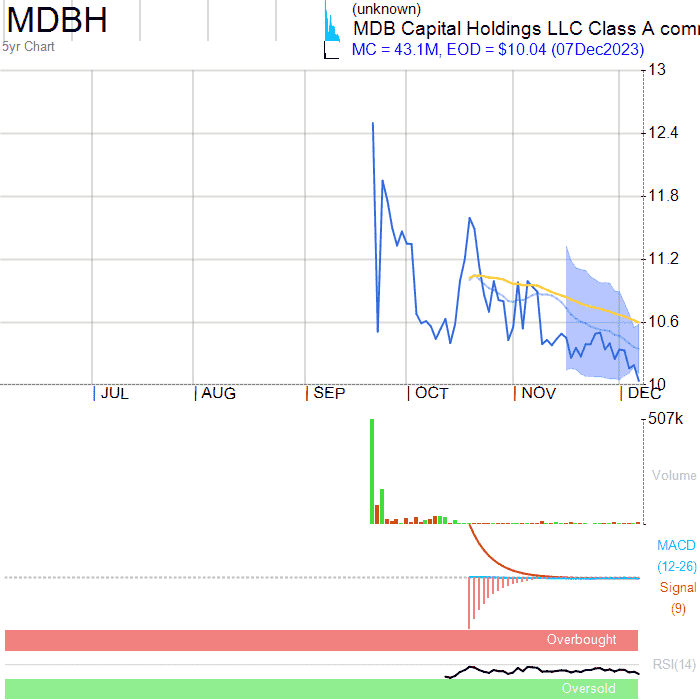 MDBH
5yr Chart
(unknown)
MDB Capital Holdings LLC Class A com
MC = 43.1M, EOD = $10.04 (07Dec2023)
13
12.4
11.8
11.2
10.6
10
JUL AUG SEP OCT NOV DEC
507k
Volume
MACD
(12-26)
Signal
(9)
Overbought
RSI(14)
Oversold